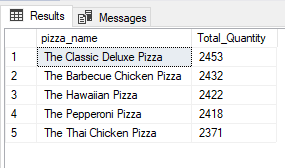 Results Messages
pizza_name Total_Quantity
1 The Classic Deluxe Pizza 2453
2 The Barbecue Chicken Pizza 2432
3 The Hawaiian Pizza 2422
4 The Pepperoni Pizza 2418
5 The Thai Chicken Pizza 2371